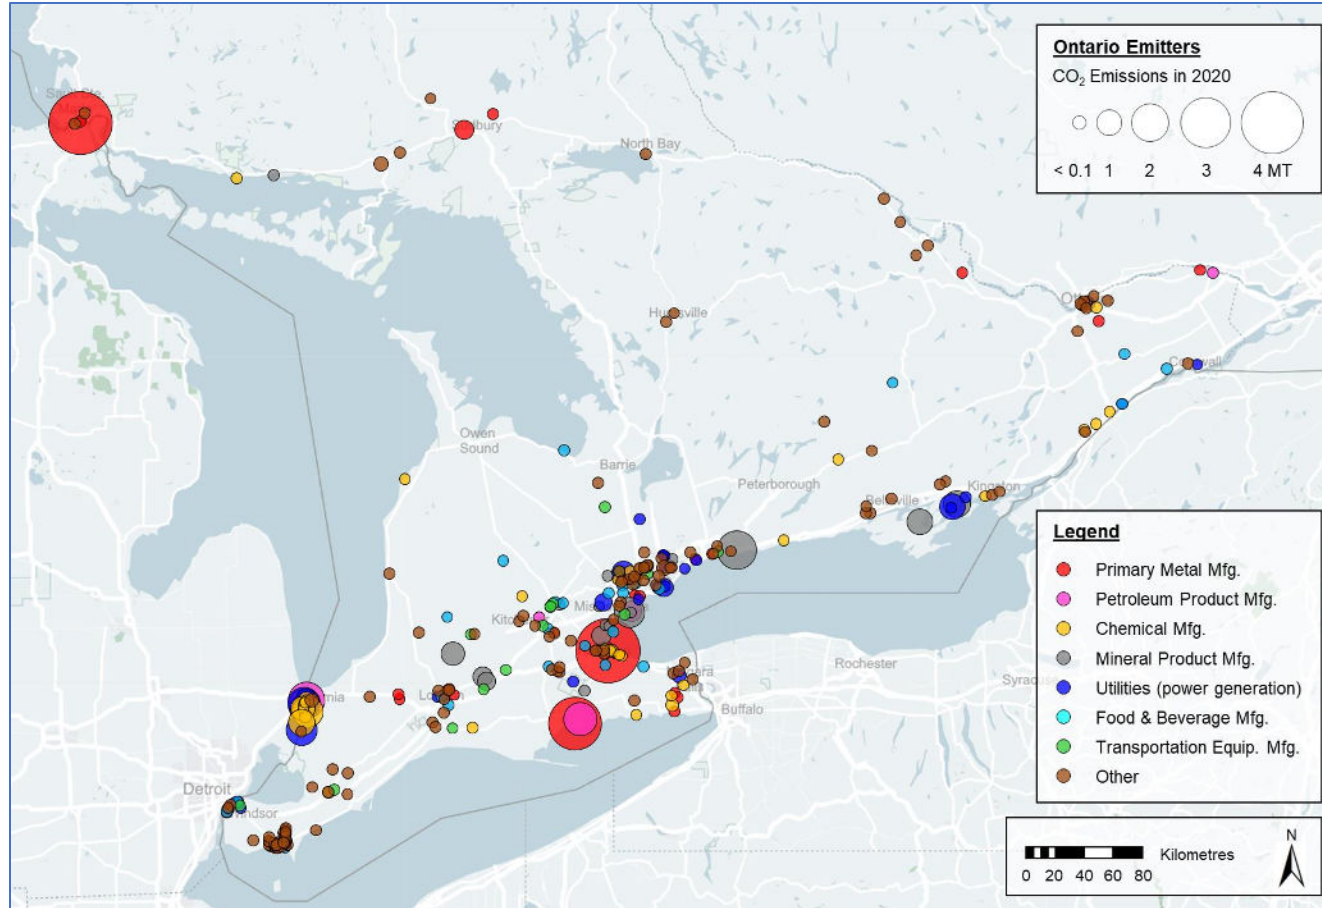 Ontario Emitters
CO₂ Emissions in 2020
< 0.1 1 2 3 4 MT
Sudbury
North Bay
Huntsville
Cornwall
Owen
Sound
Barrie
Peterborough
Belleville
Kingston
Rochester
Buffalo
Detroit
Windsor
Legend
Primary Metal Mfg.
Petroleum Product Mfg.
Chemical Mfg.
Mineral Product Mfg.
Utilities (power generation)
Food & Beverage Mfg.
Transportation Equip. Mfg.
Other
Kilometres
0 20 40 60 80
N